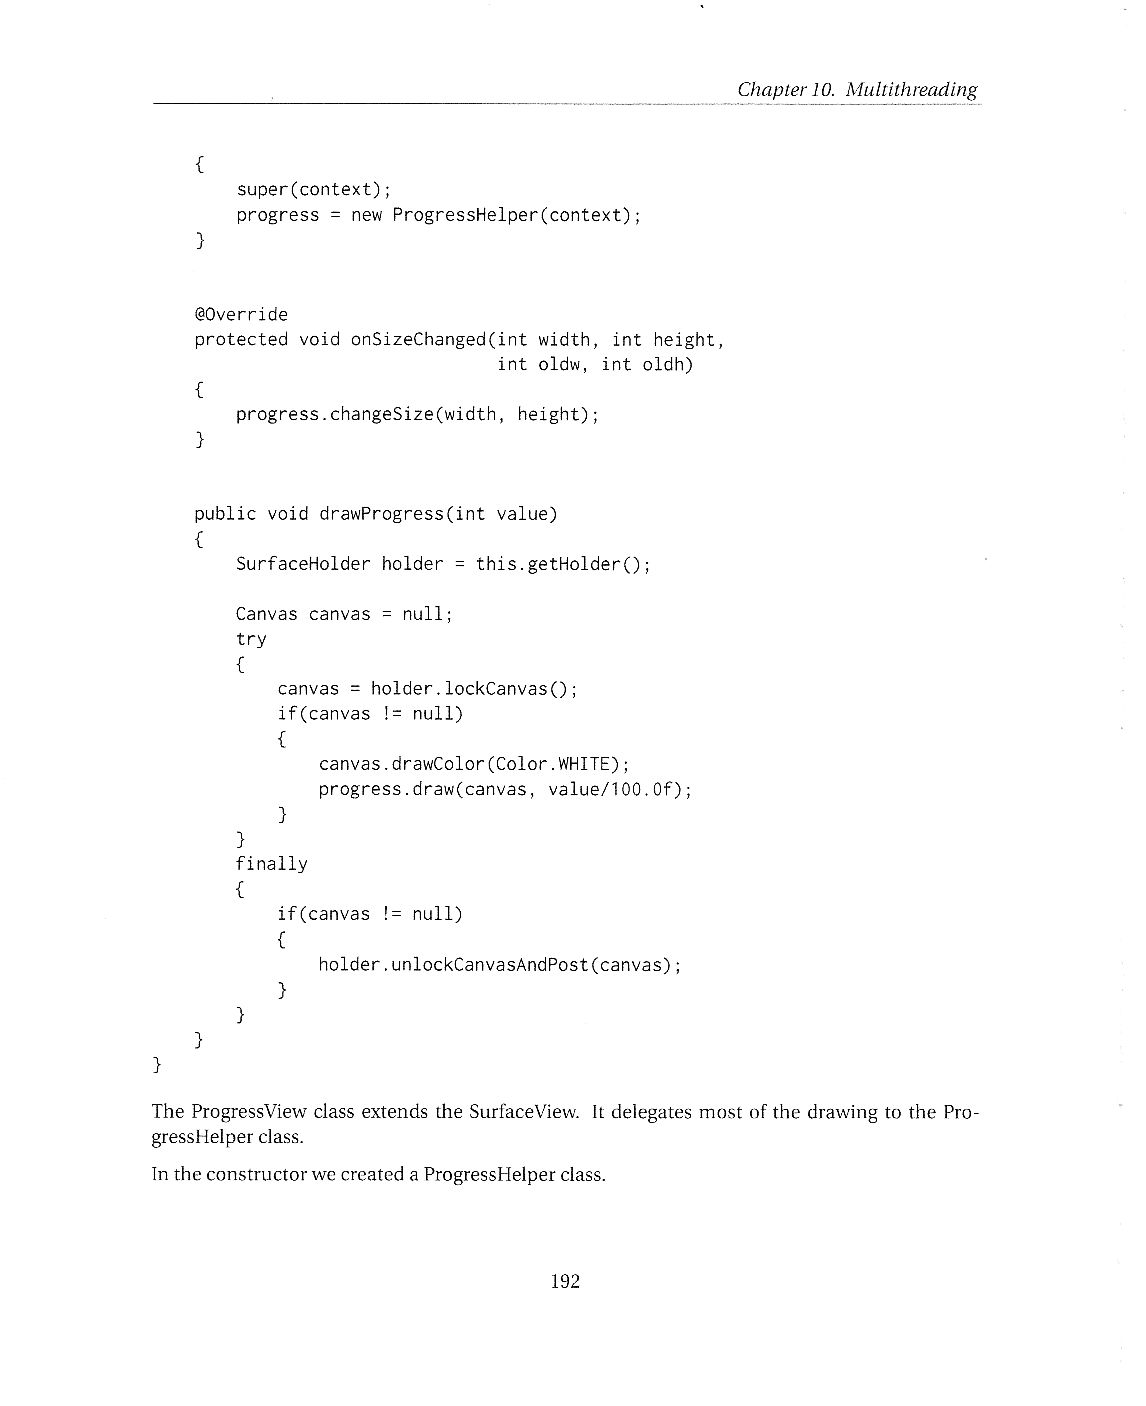 Chapter 10. Multithreading
{
super(context);
progress = new ProgressHelper(context);
}
@Override
protected void onSizeChanged(int width, int height,
int oldw, int oldh)
{
progress.changeSize(width, height);
}
public void drawProgress(int value)
{
SurfaceHolder holder = this.getHolder();
Canvas canvas = null;
try
{
canvas = holder.lockCanvas();
if(canvas != null)
{
canvas.drawColor(Color.WHITE);
progress.draw(canvas, value/100.0f);
}
}
finally
{
if(canvas != null)
{
holder.unlockCanvasAndPost(canvas);
}
}
}
}
The ProgressView class extends the SurfaceView. It delegates most of the drawing to the Pro-
gressHelper class.
In the constructor we created a ProgressHelper class.
192